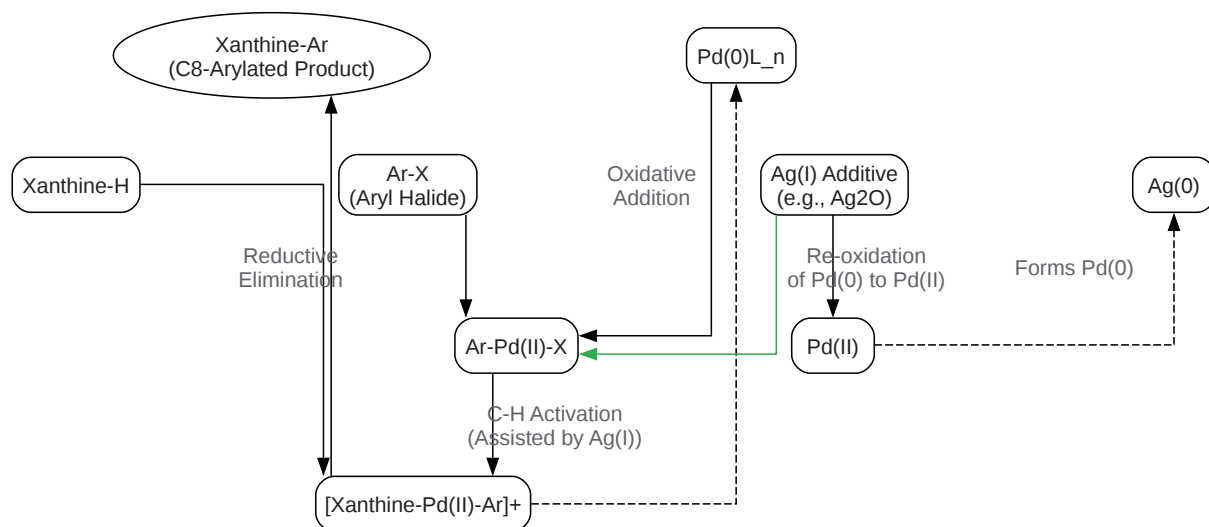 Xanthine-Ar
(C8-Arylated Product)
Pd(0)L_n
Xanthine-H
Ar-X
(Aryl Halide)
Oxidative
Addition
Ag(I) Additive
(e.g., Ag2O)
Ag(0)
Reductive
Elimination
Re-oxidation
of Pd(0) to Pd(II)
Forms Pd(0)
Ar-Pd(II)-X
Pd(II)
C-H Activation
(Assisted by Ag(I))
[Xanthine-Pd(II)-Ar]+